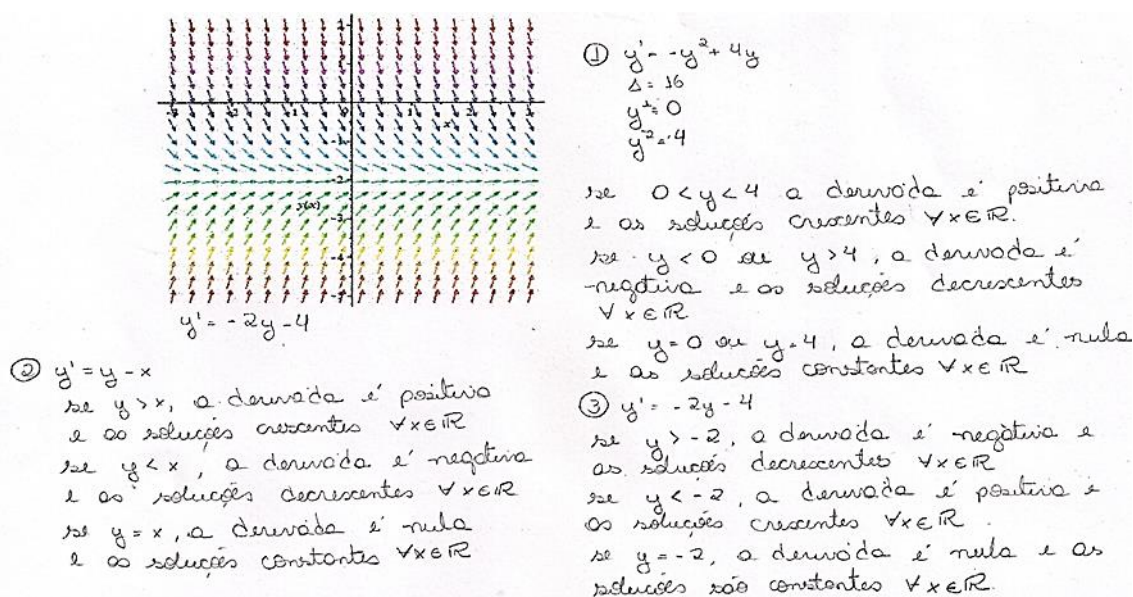 y' = -2y - 4
① y' = -y² + 4y
Δ = 16
y¹ = 0
y² = 4
se 0 < y < 4 a derivada é positiva
e as soluções crescentes ∀x∈ℝ.
se y < 0 ou y > 4, a derivada é
negativa e as soluções decrescentes
∀x∈ℝ
se y = 0 ou y = 4, a derivada é nula
e as soluções constantes ∀x∈ℝ
② y' = y - x
se y > x, a derivada é positiva
e as soluções crescentes ∀x∈ℝ
se y < x, a derivada é negativa
e as soluções decrescentes ∀x∈ℝ
se y = x, a derivada é nula
e as soluções constantes ∀x∈ℝ
③ y' = -2y - 4
se y > -2, a derivada é negativa e
as soluções decrescentes ∀x∈ℝ
se y < -2, a derivada é positiva e
as soluções crescentes ∀x∈ℝ.
se y = -2, a derivada é nula e as
soluções são constantes ∀x∈ℝ.